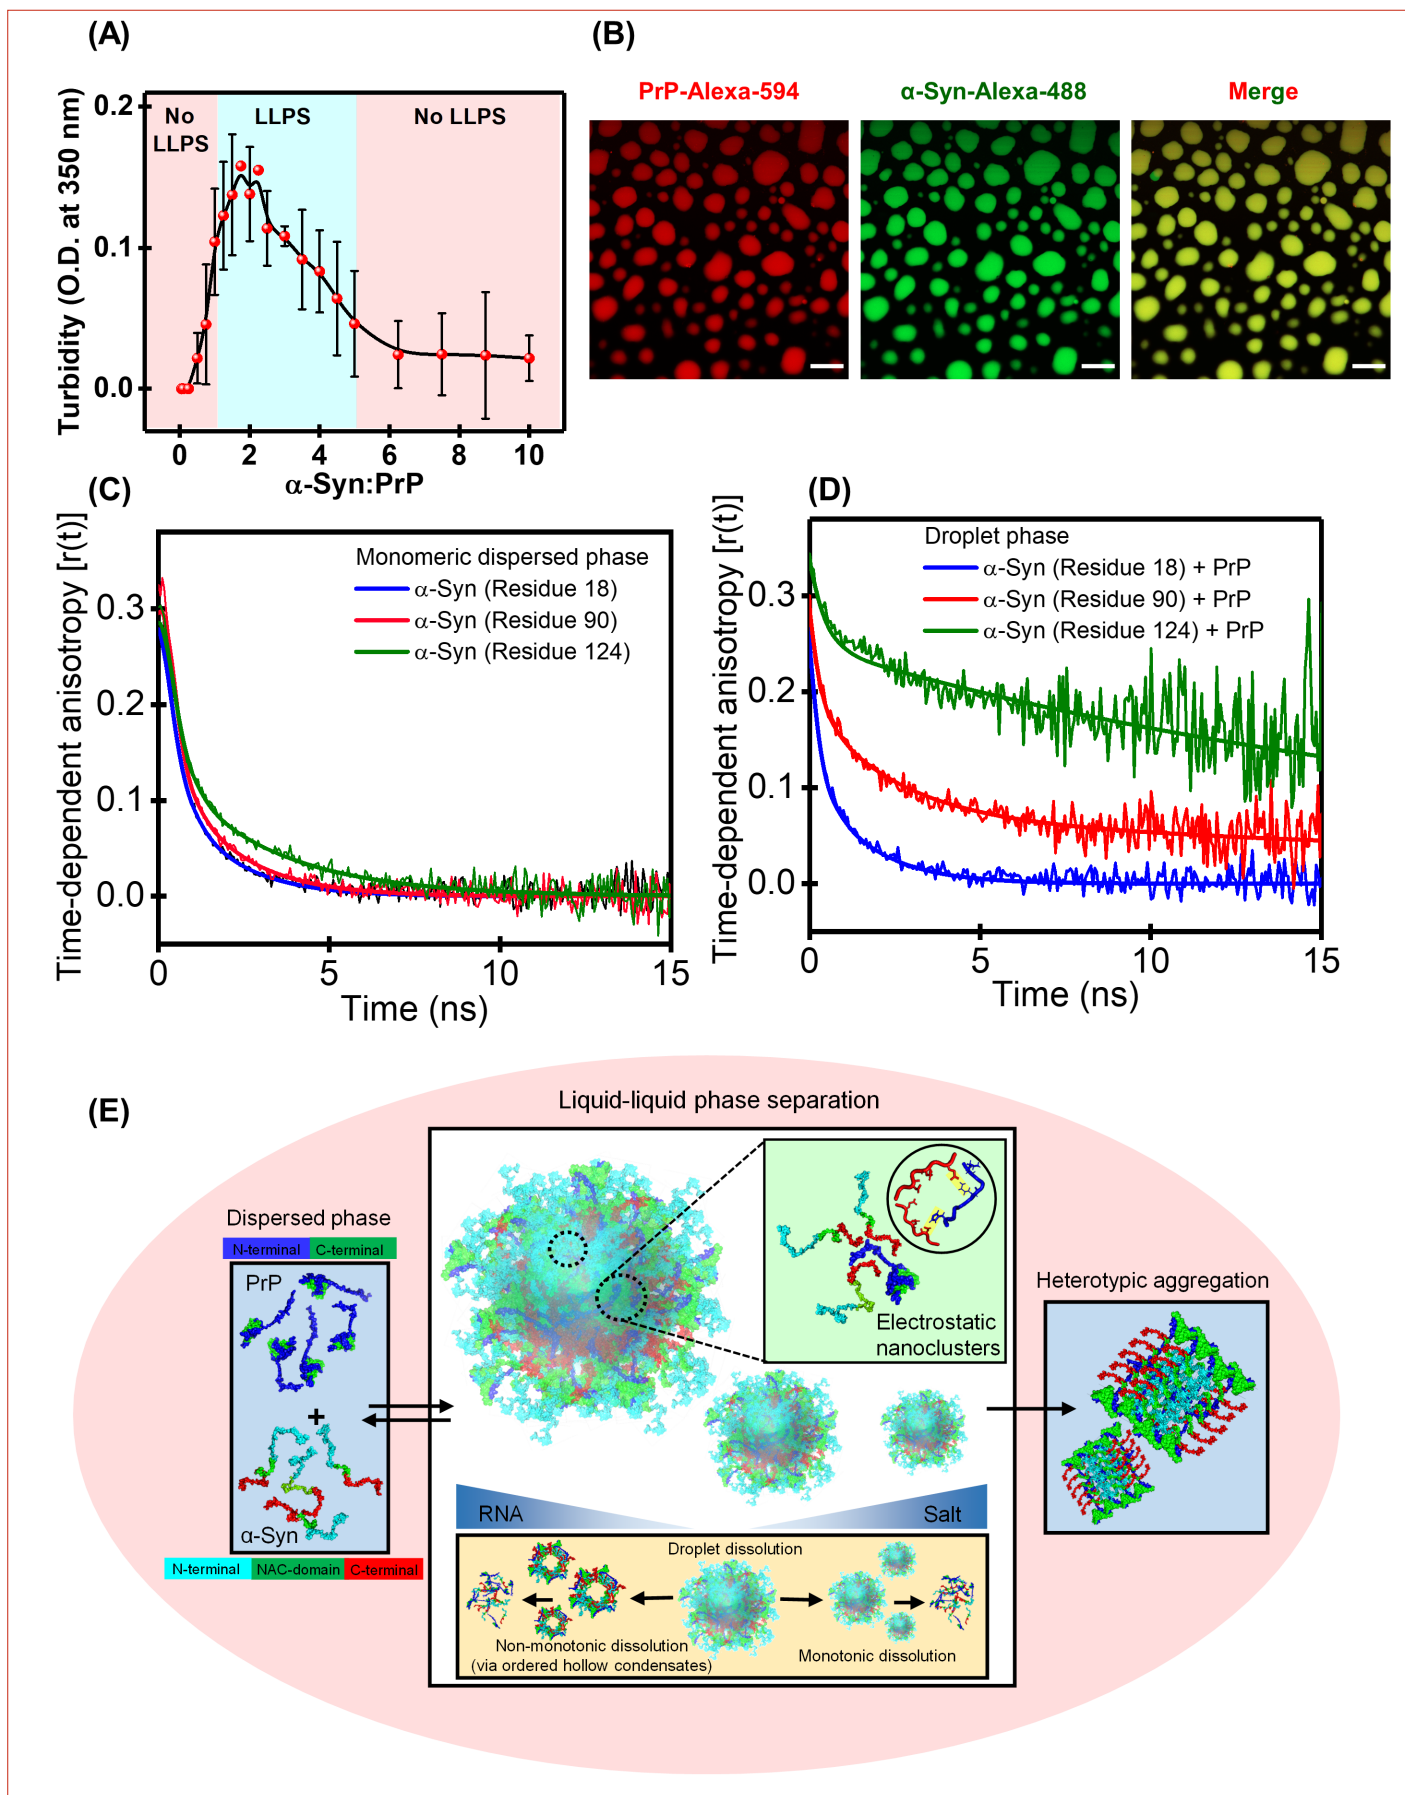 (A)
Turbidity (O.D. at 350 nm)
0.2
0.1
0.0
No
LLPS
LLPS
No LLPS
0 2 4 6 8 10
α-Syn:PrP
(B)
PrP-Alexa-594
α-Syn-Alexa-488
Merge
(C)
Time-dependent anisotropy [r(t)]
0.3
0.2
0.1
0.0
Monomeric dispersed phase
α-Syn (Residue 18)
α-Syn (Residue 90)
α-Syn (Residue 124)
0 5 10 15
Time (ns)
(D)
Time-dependent anisotropy [r(t)]
0.3
0.2
0.1
0.0
Droplet phase
α-Syn (Residue 18) + PrP
α-Syn (Residue 90) + PrP
α-Syn (Residue 124) + PrP
0 5 10 15
Time (ns)
(E)
Liquid-liquid phase separation
Dispersed phase
N-terminal C-terminal
PrP
+
α-Syn
N-terminal NAC-domain C-terminal
Electrostatic
nanoclusters
Heterotypic aggregation
RNA
Salt
Droplet dissolution
Non-monotonic dissolution
(via ordered hollow condensates)
Monotonic dissolution